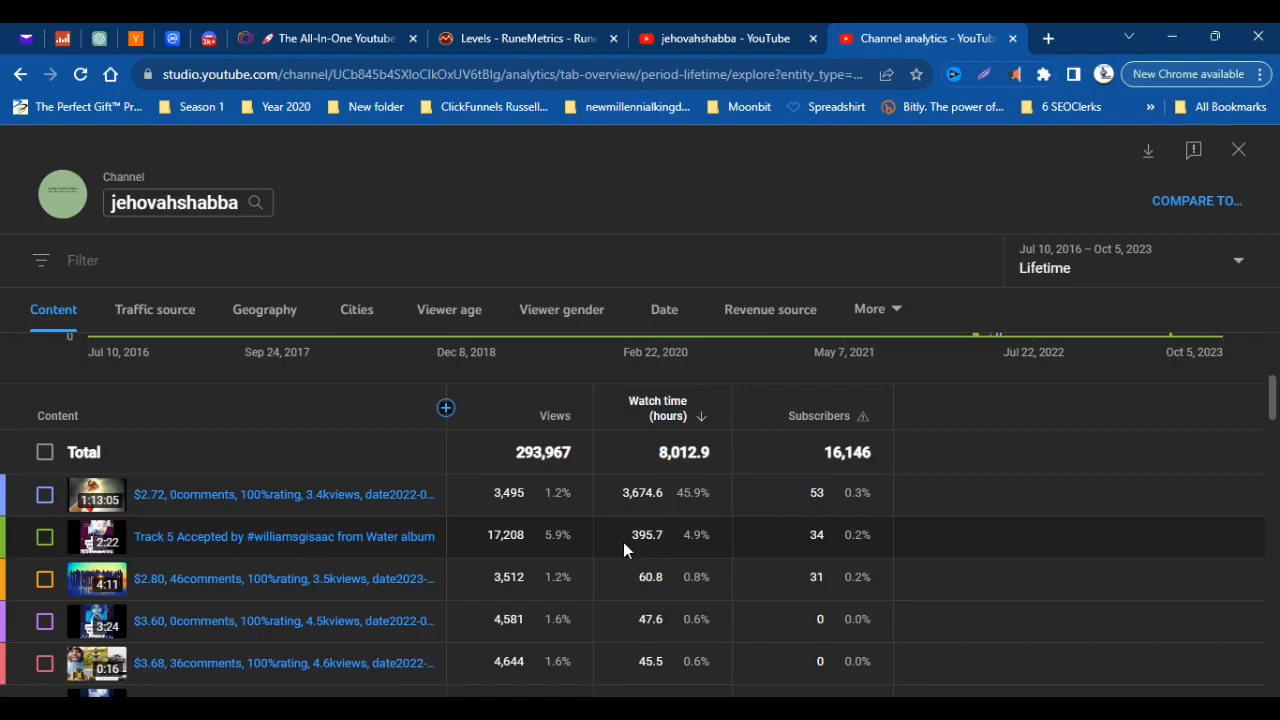 The All-In-One Youtube
Levels - RuneMetrics - Rune
jehovahshabba - YouTube
Channel analytics - YouTub
studio.youtube.com/channel/UCb845b4SXIoClkOxUV6tBIg/analytics/tab-overview/period-lifetime/explore?entity_type=...
New Chrome available
The Perfect Gift™ Pr...
Season 1
Year 2020
New folder
ClickFunnels Russell...
newmillennialkingd...
Moonbit
Spreadshirt
Bitly. The power of...
6 SEOClerks
»
All Bookmarks
Channel
jehovahshabba
COMPARE TO...
Filter
Jul 10, 2016 – Oct 5, 2023
Lifetime
Content Traffic source Geography Cities Viewer age Viewer gender Date Revenue source More
0
Jul 10, 2016 Sep 24, 2017 Dec 8, 2018 Feb 22, 2020 May 7, 2021 Jul 22, 2022 Oct 5, 2023
Content Views Watch time (hours) Subscribers
Total 293,967 8,012.9 16,146
1:13:05 $2.72, 0comments, 100%rating, 3.4kviews, date2022-0... 3,495 1.2% 3,674.6 45.9% 53 0.3%
2:22 Track 5 Accepted by #williamsgisaac from Water album 17,208 5.9% 395.7 4.9% 34 0.2%
4:11 $2.80, 46comments, 100%rating, 3.5kviews, date2023-... 3,512 1.2% 60.8 0.8% 31 0.2%
3:24 $3.60, 0comments, 100%rating, 4.5kviews, date2022-0... 4,581 1.6% 47.6 0.6% 0 0.0%
0:16 $3.68, 36comments, 100%rating, 4.6kviews, date2022-... 4,644 1.6% 45.5 0.6% 0 0.0%